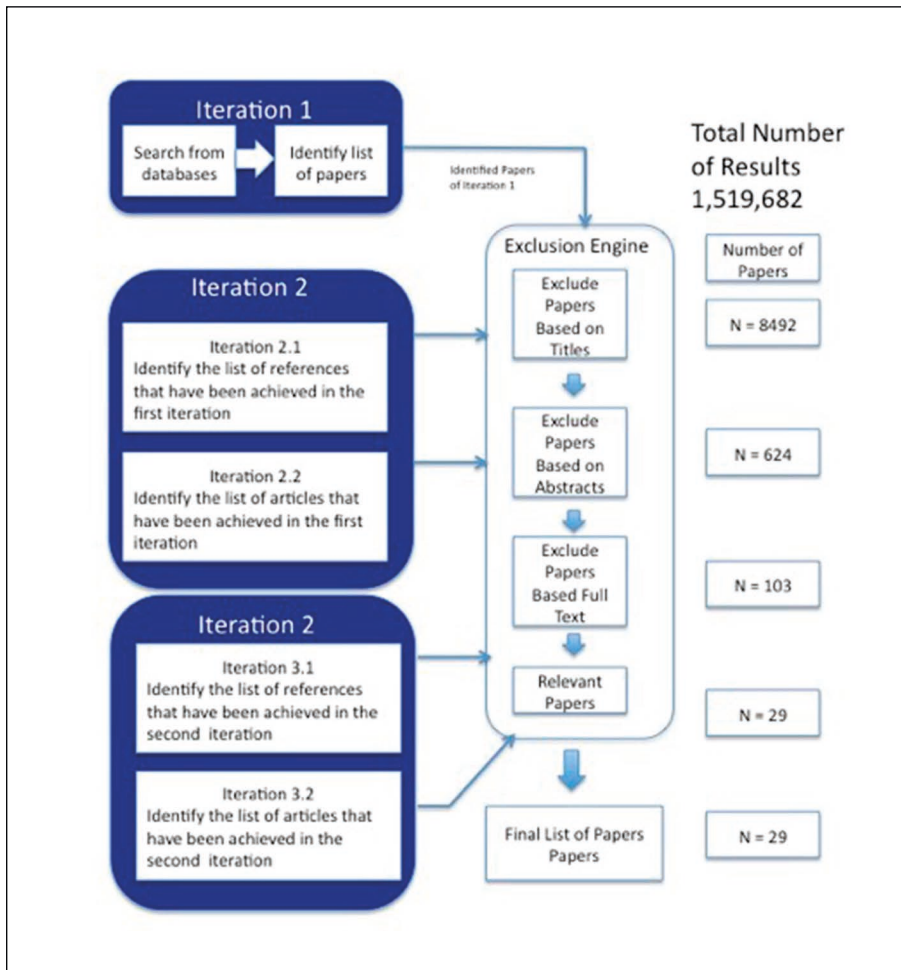 Iteration 1
Search from
databases
Identify list
of papers
Identified Papers
of Iteration 1
Total Number
of Results
1,519,682
Iteration 2
Iteration 2.1
Identify the list of references
that have been achieved in the
first iteration
Iteration 2.2
Identify the list of articles that
have been achieved in the first
iteration
Iteration 2
Iteration 3.1
Identify the list of references
that have been achieved in the
second iteration
Iteration 3.2
Identify the list of articles that
have been achieved in the
second iteration
Exclusion Engine
Exclude
Papers
Based on
Titles
Exclude
Papers
Based on
Abstracts
Exclude
Papers
Based Full
Text
Relevant
Papers
Final List of Papers
Papers
Number of
Papers
N = 8492
N = 624
N = 103
N = 29
N = 29